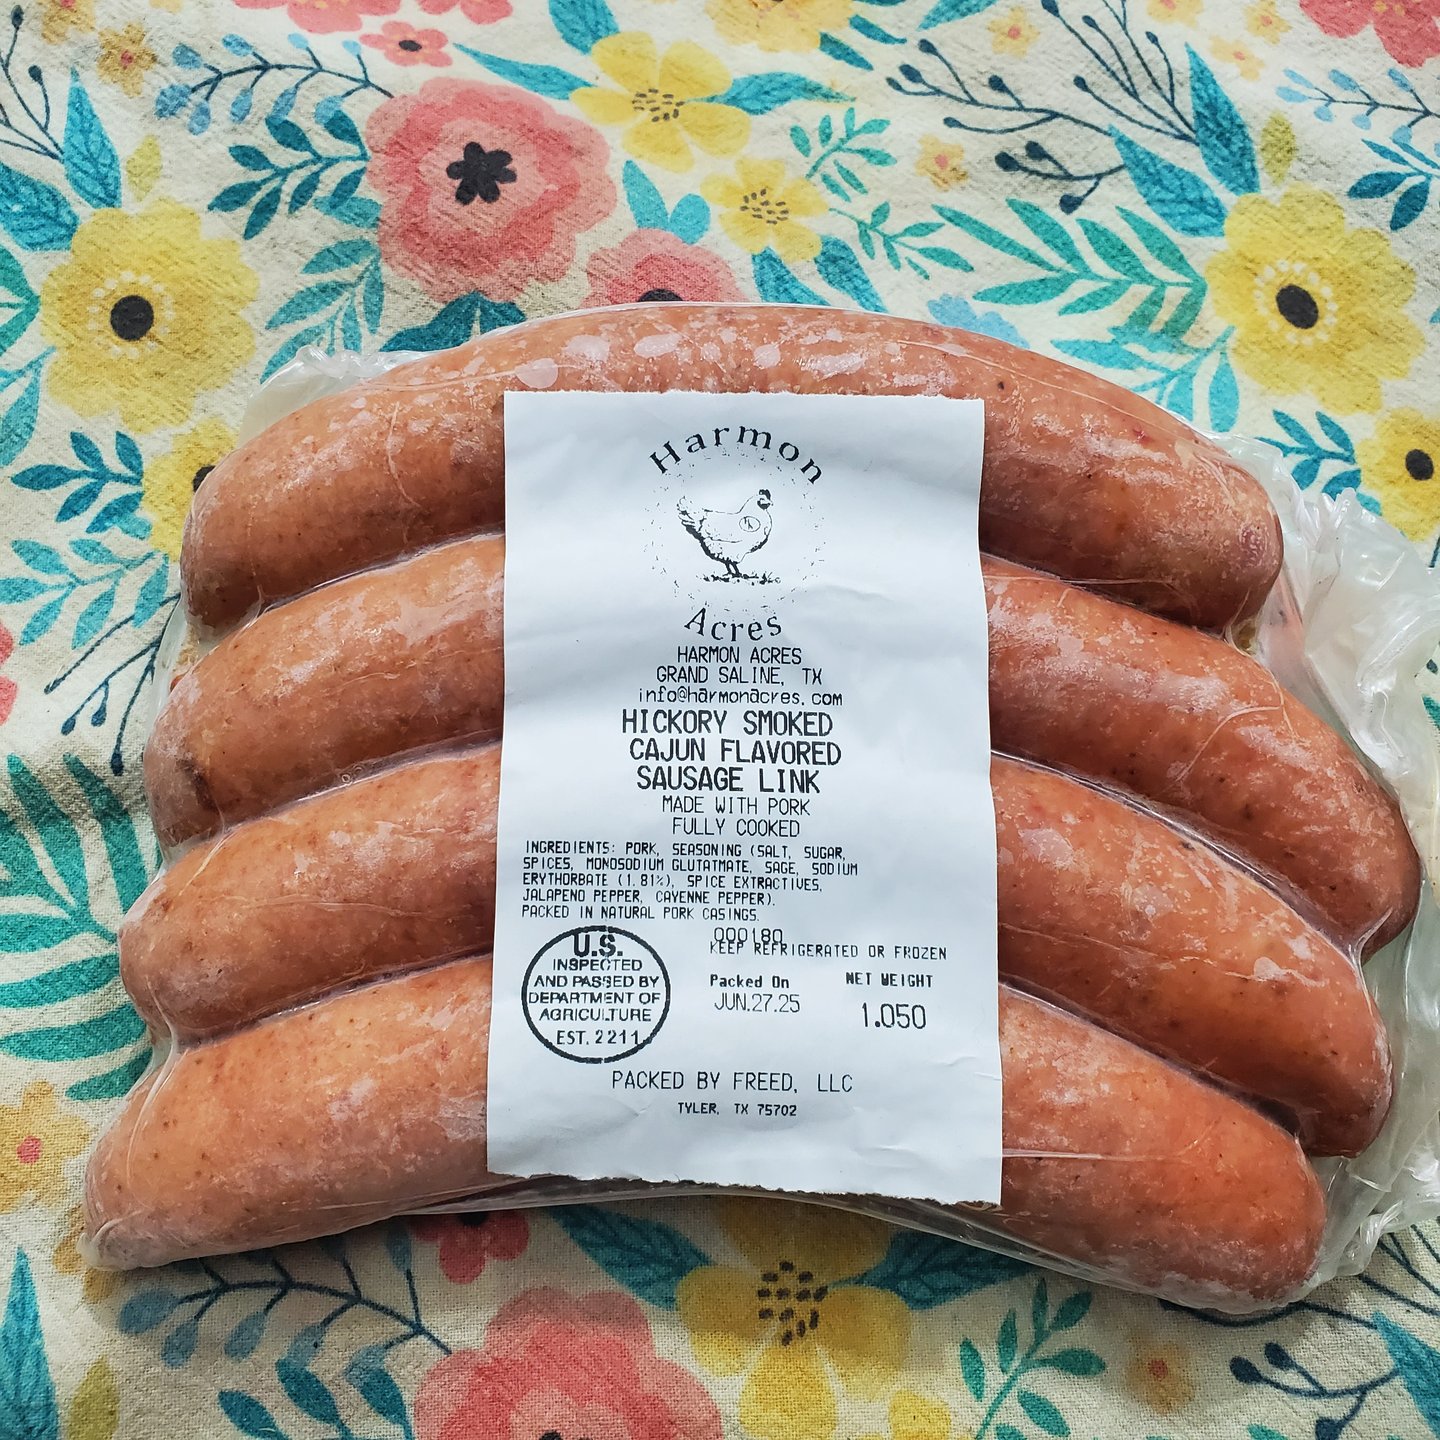 Harmon
Acres
HARMON ACRES
GRAND SALINE, TX
info@harmonacres.com
HICKORY SMOKED
CAJUN FLAVORED
SAUSAGE LINK
MADE WITH PORK
FULLY COOKED
INGREDIENTS: PORK, SEASONING (SALT, SUGAR,
SPICES, MONOSODIUM GLUTATMATE, SAGE, SODIUM
ERYTHORBATE (1.81%), SPICE EXTRACTIVES,
JALAPENO PEPPER, CAYENNE PEPPER).
PACKED IN NATURAL PORK CASINGS.
000180
KEEP REFRIGERATED OR FROZEN
U.S.
INSPECTED
AND PASSED BY
DEPARTMENT OF
AGRICULTURE
EST. 2211
Packed On
JUN.27.25
NET WEIGHT
1.050
PACKED BY FREED, LLC
TYLER, TX 75702